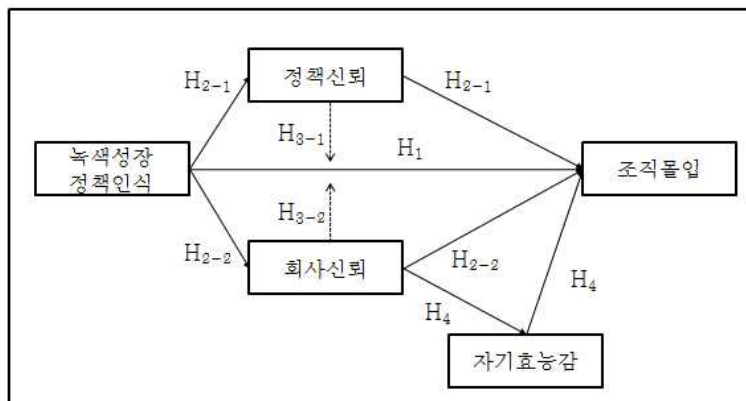 정책신뢰
H2-1
H2-1
H3-1
H1
녹색성장
정책인식
조직몰입
H3-2
H2-2
회사신뢰
H2-2
H4
H4
자기효능감